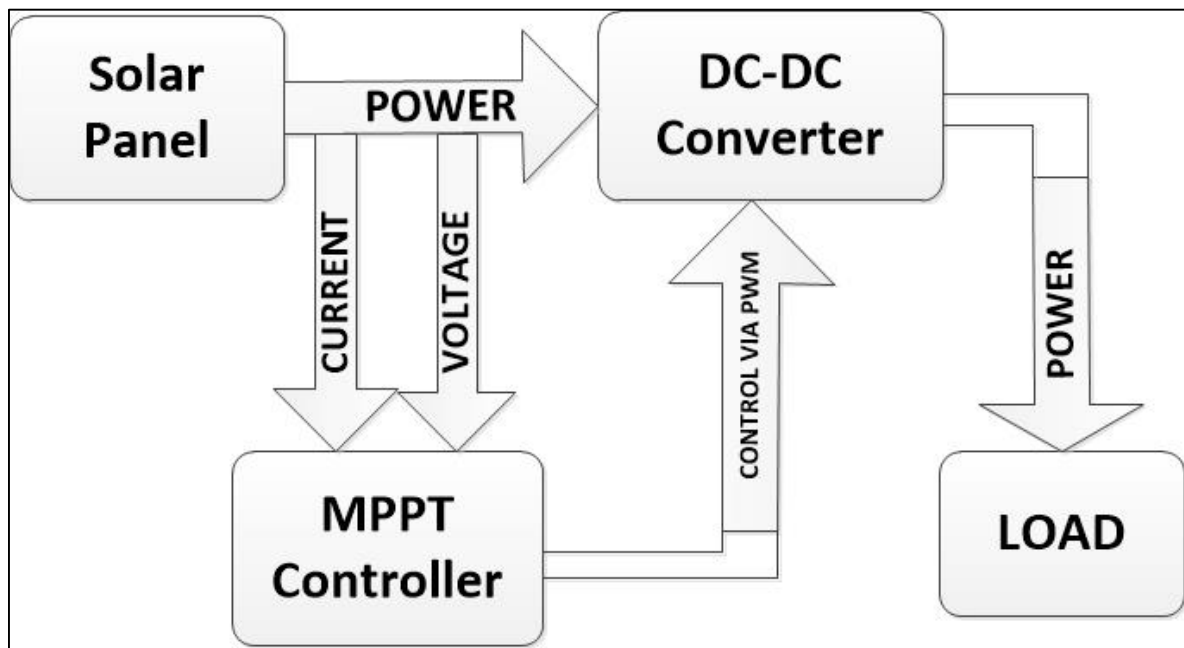 Solar
Panel
POWER
DC-DC
Converter
CURRENT
VOLTAGE
CONTROL VIA PWM
POWER
MPPT
Controller
LOAD